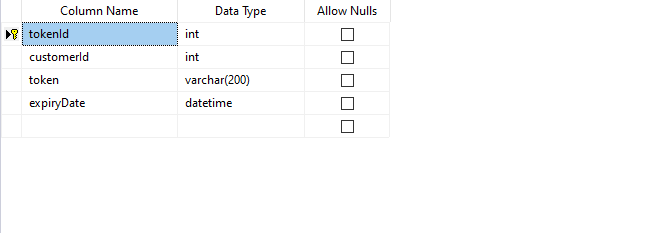 Column Name Data Type Allow Nulls
tokenId int
customerId int
token varchar(200)
expiryDate datetime